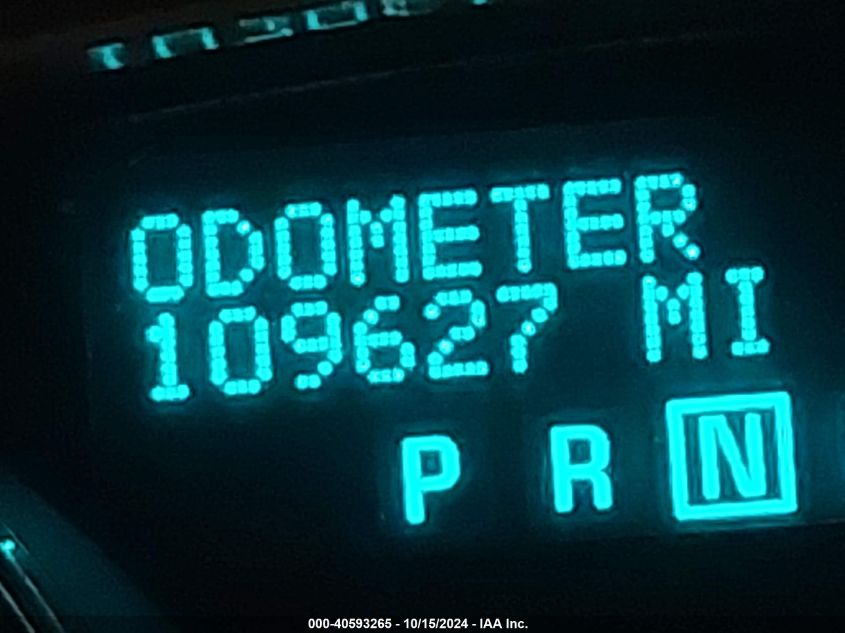 ODOMETER
109627 MI
P R N
000-40593265 - 10/15/2024 - IAA Inc.